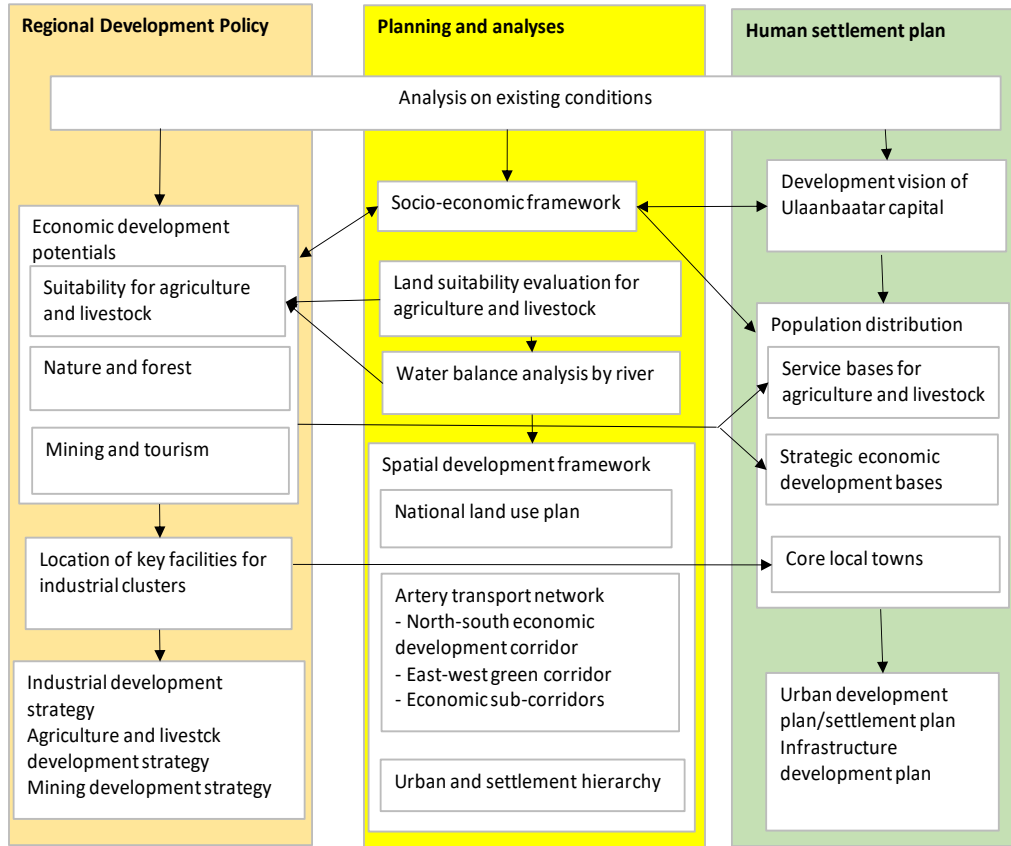 Regional Development Policy
Planning and analyses
Human settlement plan
Analysis on existing conditions
Economic development
potentials
Suitability for agriculture
and livestock
Nature and forest
Mining and tourism
Location of key facilities for
industrial clusters
Industrial development
strategy
Agriculture and livestck
development strategy
Mining development strategy
Socio-economic framework
Land suitability evaluation for
agriculture and livestock
Water balance analysis by river
Spatial development framework
National land use plan
Artery transport network
- North-south economic
development corridor
- East-west green corridor
- Economic sub-corridors
Urban and settlement hierarchy
Development vision of
Ulaanbaatar capital
Population distribution
Service bases for
agriculture and livestock
Strategic economic
development bases
Core local towns
Urban development
plan/settlement plan
Infrastructure
development plan